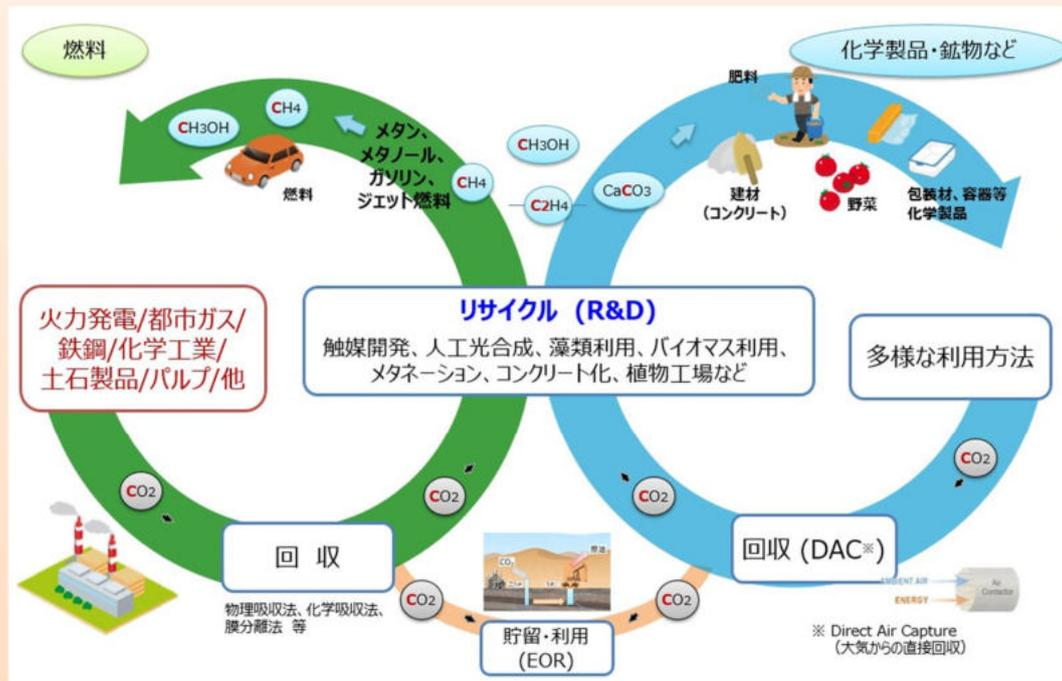 燃料
化学製品・鉱物など
肥料
CH4
CH3OH
メタン、
メタノール、
ガソリン、
ジェット燃料
燃料
CH4
CH3OH
C2H4
CaCO3
建材
(コンクリート)
野菜
包装材、容器等
化学製品
火力発電/都市ガス/
鉄鋼/化学工業/
土石製品/パルプ/他
リサイクル (R&D)
触媒開発、人工光合成、藻類利用、バイオマス利用、
メタネーション、コンクリート化、植物工場など
多様な利用方法
CO2
CO2
CO2
CO2
回 収
物理吸収法、化学吸収法、
膜分離法 等
CO2
CO2
原油
CO2
貯留・利用
(EOR)
回収 (DAC※)
AMBIENT AIR
ENERGY
Air
Contactor
※ Direct Air Capture
(大気からの直接回収)